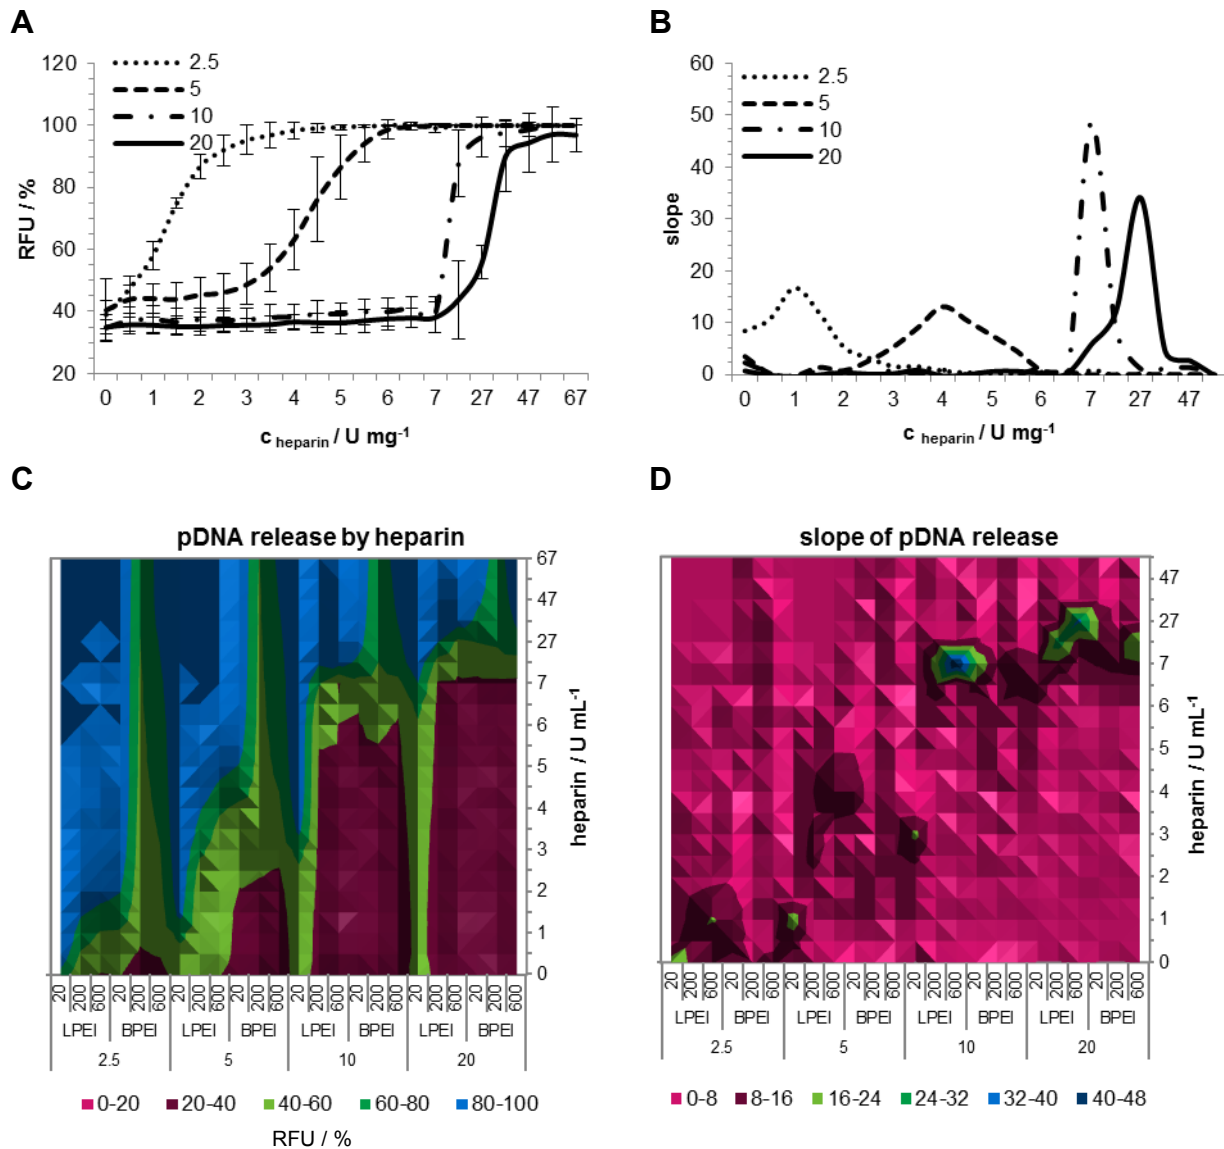 A
B
120
100
80
60
40
20
RFU / %
2.5
5
10
20
0 1 2 3 4 5 6 7 27 47 67
c heparin / U mg-1
60
50
40
30
20
10
0
slope
2.5
5
10
20
0 1 2 3 4 5 6 7 27 47
c heparin / U mg-1
C
D
pDNA release by heparin
67
47
27
7
6
5
4
3
2
1
0
heparin / U mL-1
20 200 600 20 200 600 20 200 600 20 200 600 20 200 600 20 200 600 20 200 600 20 200 600
LPEI BPEI LPEI BPEI LPEI BPEI LPEI BPEI
2.5 5 10 20
0-20 20-40 40-60 60-80 80-100
RFU / %
slope of pDNA release
47
27
7
6
5
4
3
2
1
0
heparin / U mL-1
20 200 600 20 200 600 20 200 600 20 200 600 20 200 600 20 200 600 20 200 600 20 200 600
LPEI BPEI LPEI BPEI LPEI BPEI LPEI BPEI
2.5 5 10 20
0-8 8-16 16-24 24-32 32-40 40-48